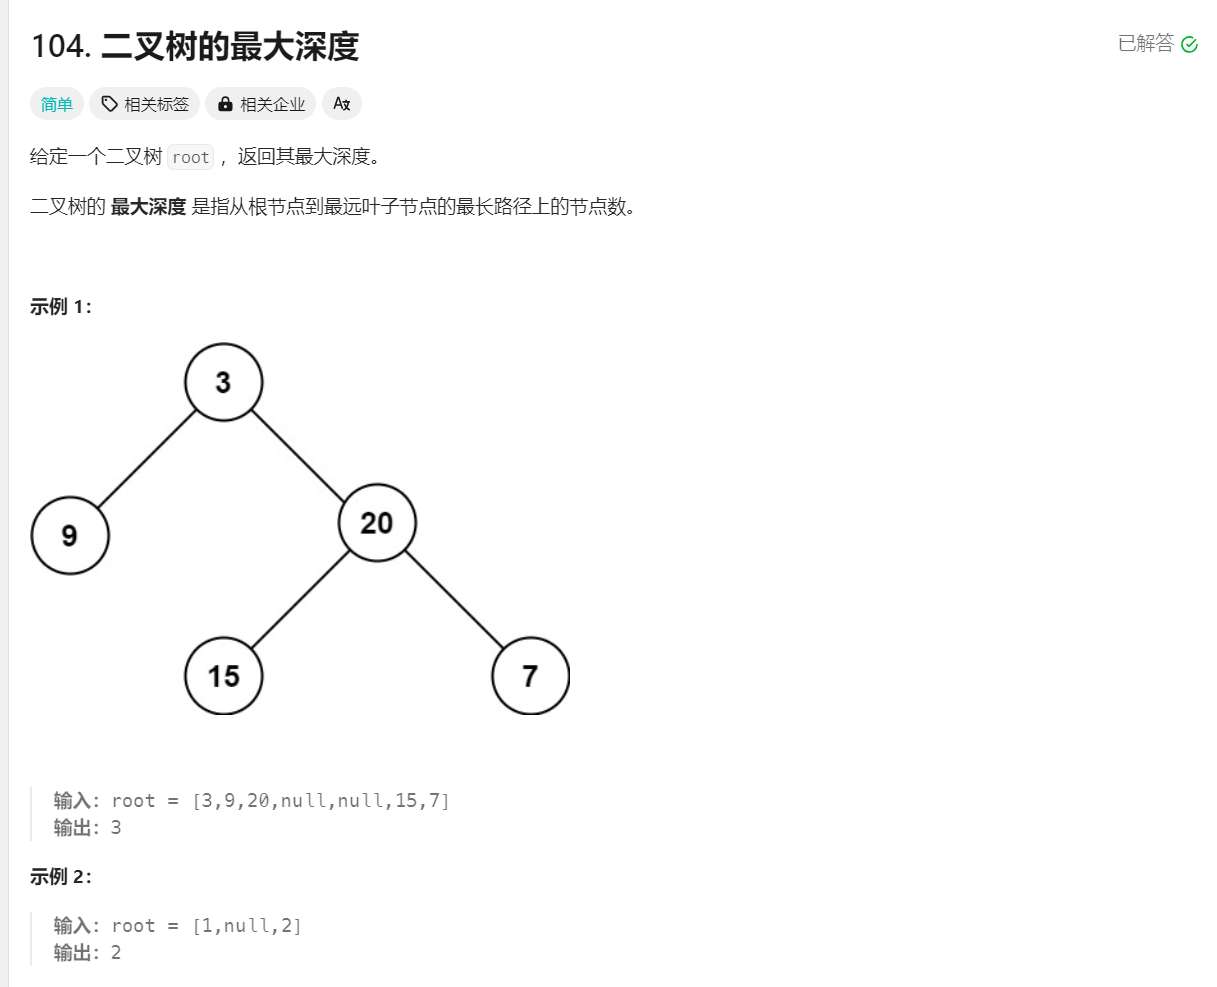 104. 二叉树的最大深度
已解答
简单 相关标签 相关企业 Aあ
给定一个二叉树 root ，返回其最大深度。
二叉树的 最大深度 是指从根节点到最远叶子节点的最长路径上的节点数。
示例 1：
3
9
20
15
7
输入：root = [3,9,20,null,null,15,7]
输出：3
示例 2：
输入：root = [1,null,2]
输出：2